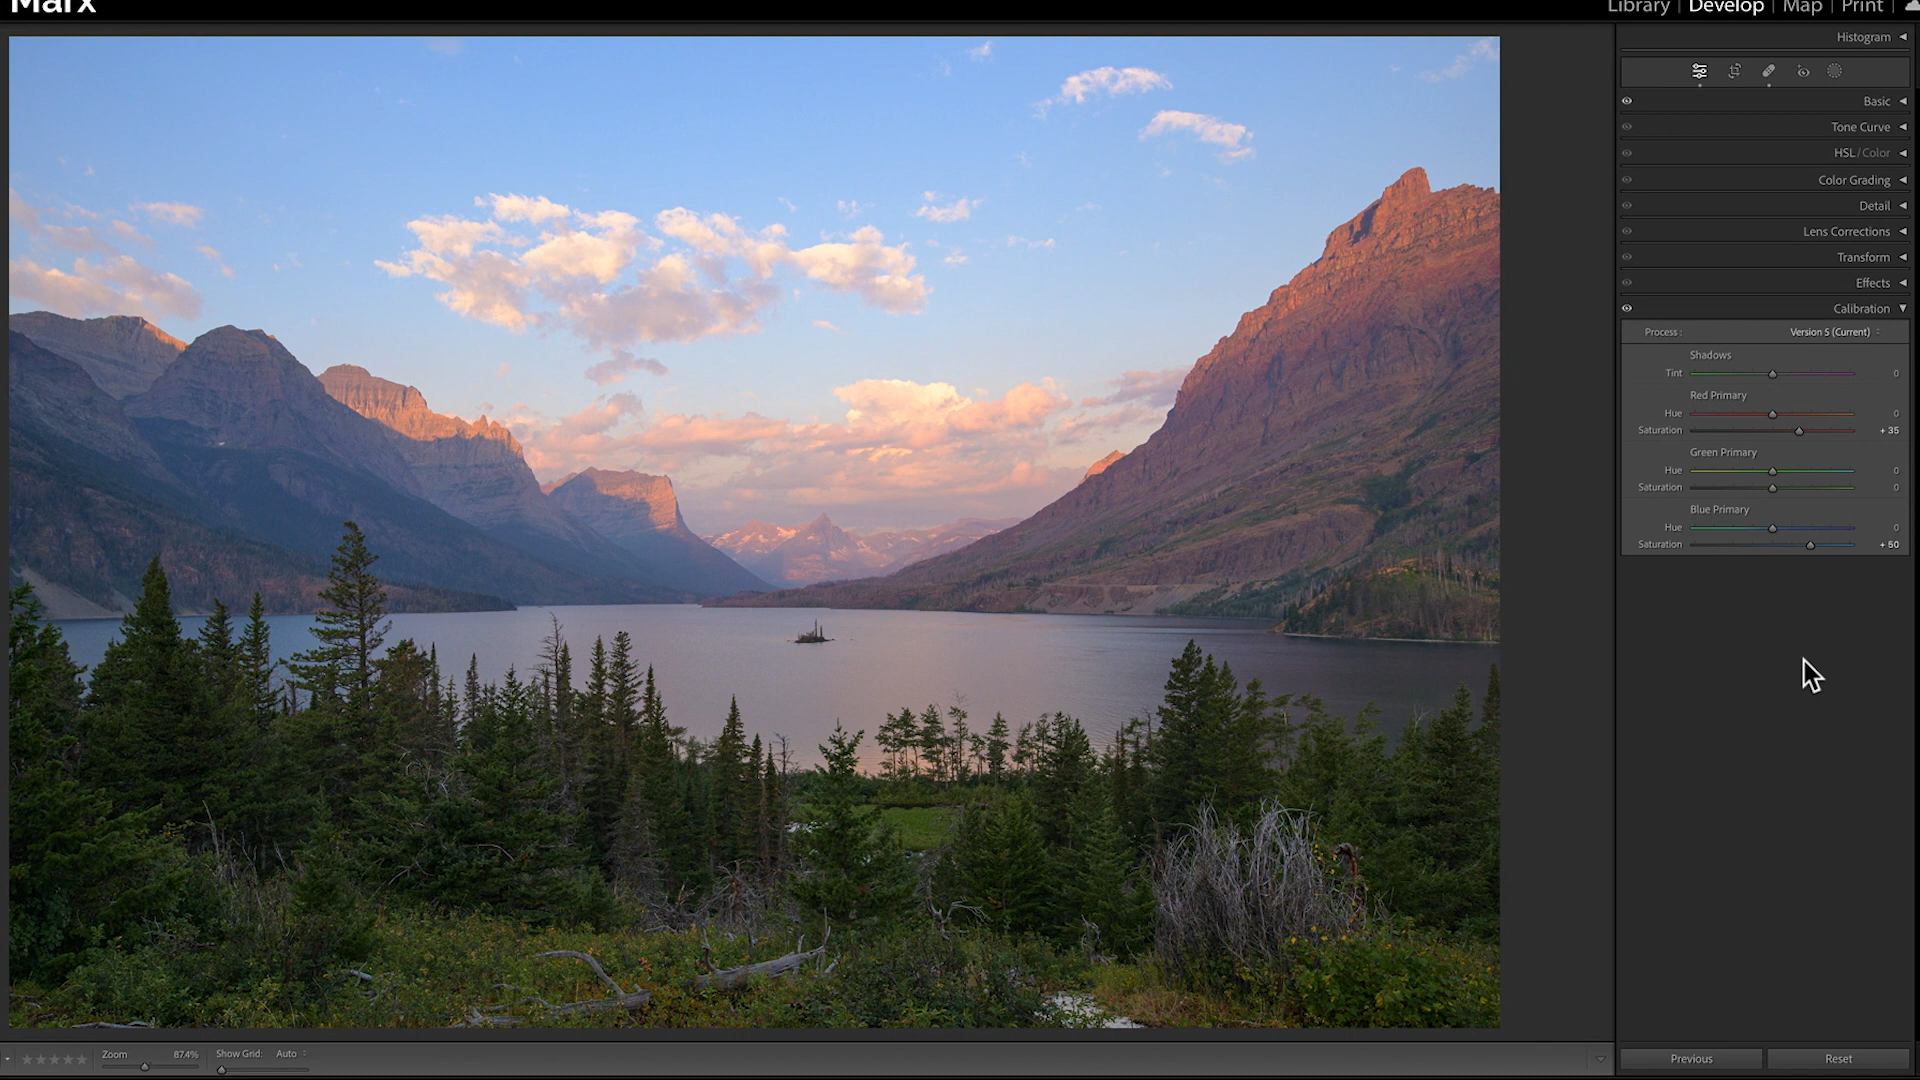 Marx
Library | Develop | Map | Print |
Histogram
Basic
Tone Curve
HSL / Color
Color Grading
Detail
Lens Corrections
Transform
Effects
Calibration
Process : Version 5 (Current)
Shadows
Tint 0
Red Primary
Hue 0
Saturation + 35
Green Primary
Hue 0
Saturation 0
Blue Primary
Hue 0
Saturation + 50
Zoom 87.4% Show Grid: Auto
Previous Reset